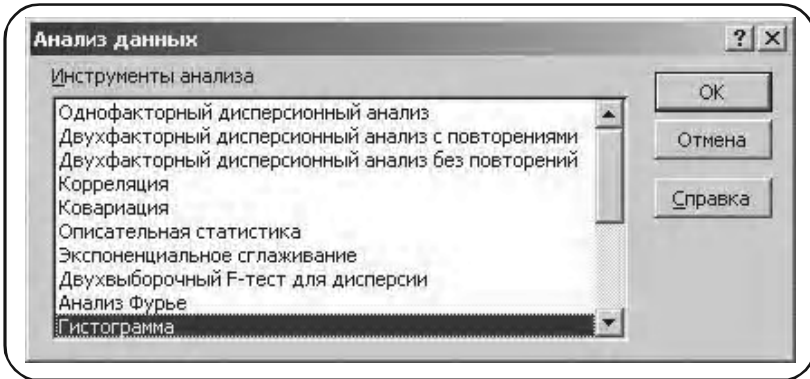 Анализ данных
Инструменты анализа
Однофакторный дисперсионный анализ
Двухфакторный дисперсионный анализ с повторениями
Двухфакторный дисперсионный анализ без повторений
Корреляция
Ковариация
Описательная статистика
Экспоненциальное сглаживание
Двухвыборочный F-тест для дисперсии
Анализ Фурье
Гистограмма
OK
Отмена
Справка